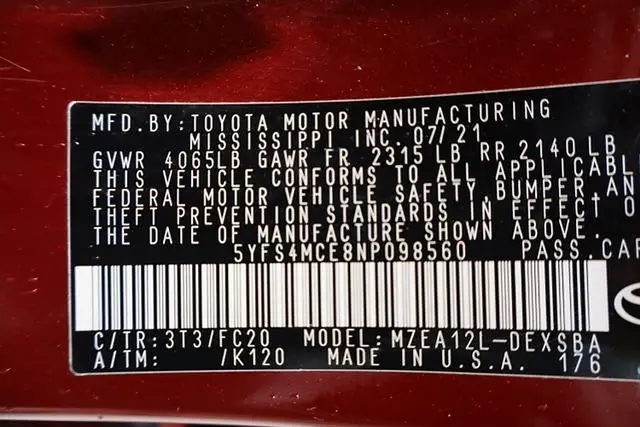 MFD. BY: TOYOTA MOTOR MANUFACTURING
MISSISSIPPI INC. 07/21
GVWR 4065LB GAWR FR 2315 LB RR 2140 LB
THIS VEHICLE CONFORMS TO ALL APPLICABL
FEDERAL MOTOR VEHICLE SAFETY, BUMPER, AN
THEFT PREVENTION STANDARDS IN EFFECT O
THE DATE OF MANUFACTURE SHOWN ABOVE.
5YFS4MCE8NP098560 PASS. CAR
C/TR: 3T3/FC20 MODEL: MZEA12L-DEXSBA
A/TM: /K120 MADE IN U.S.A. 176